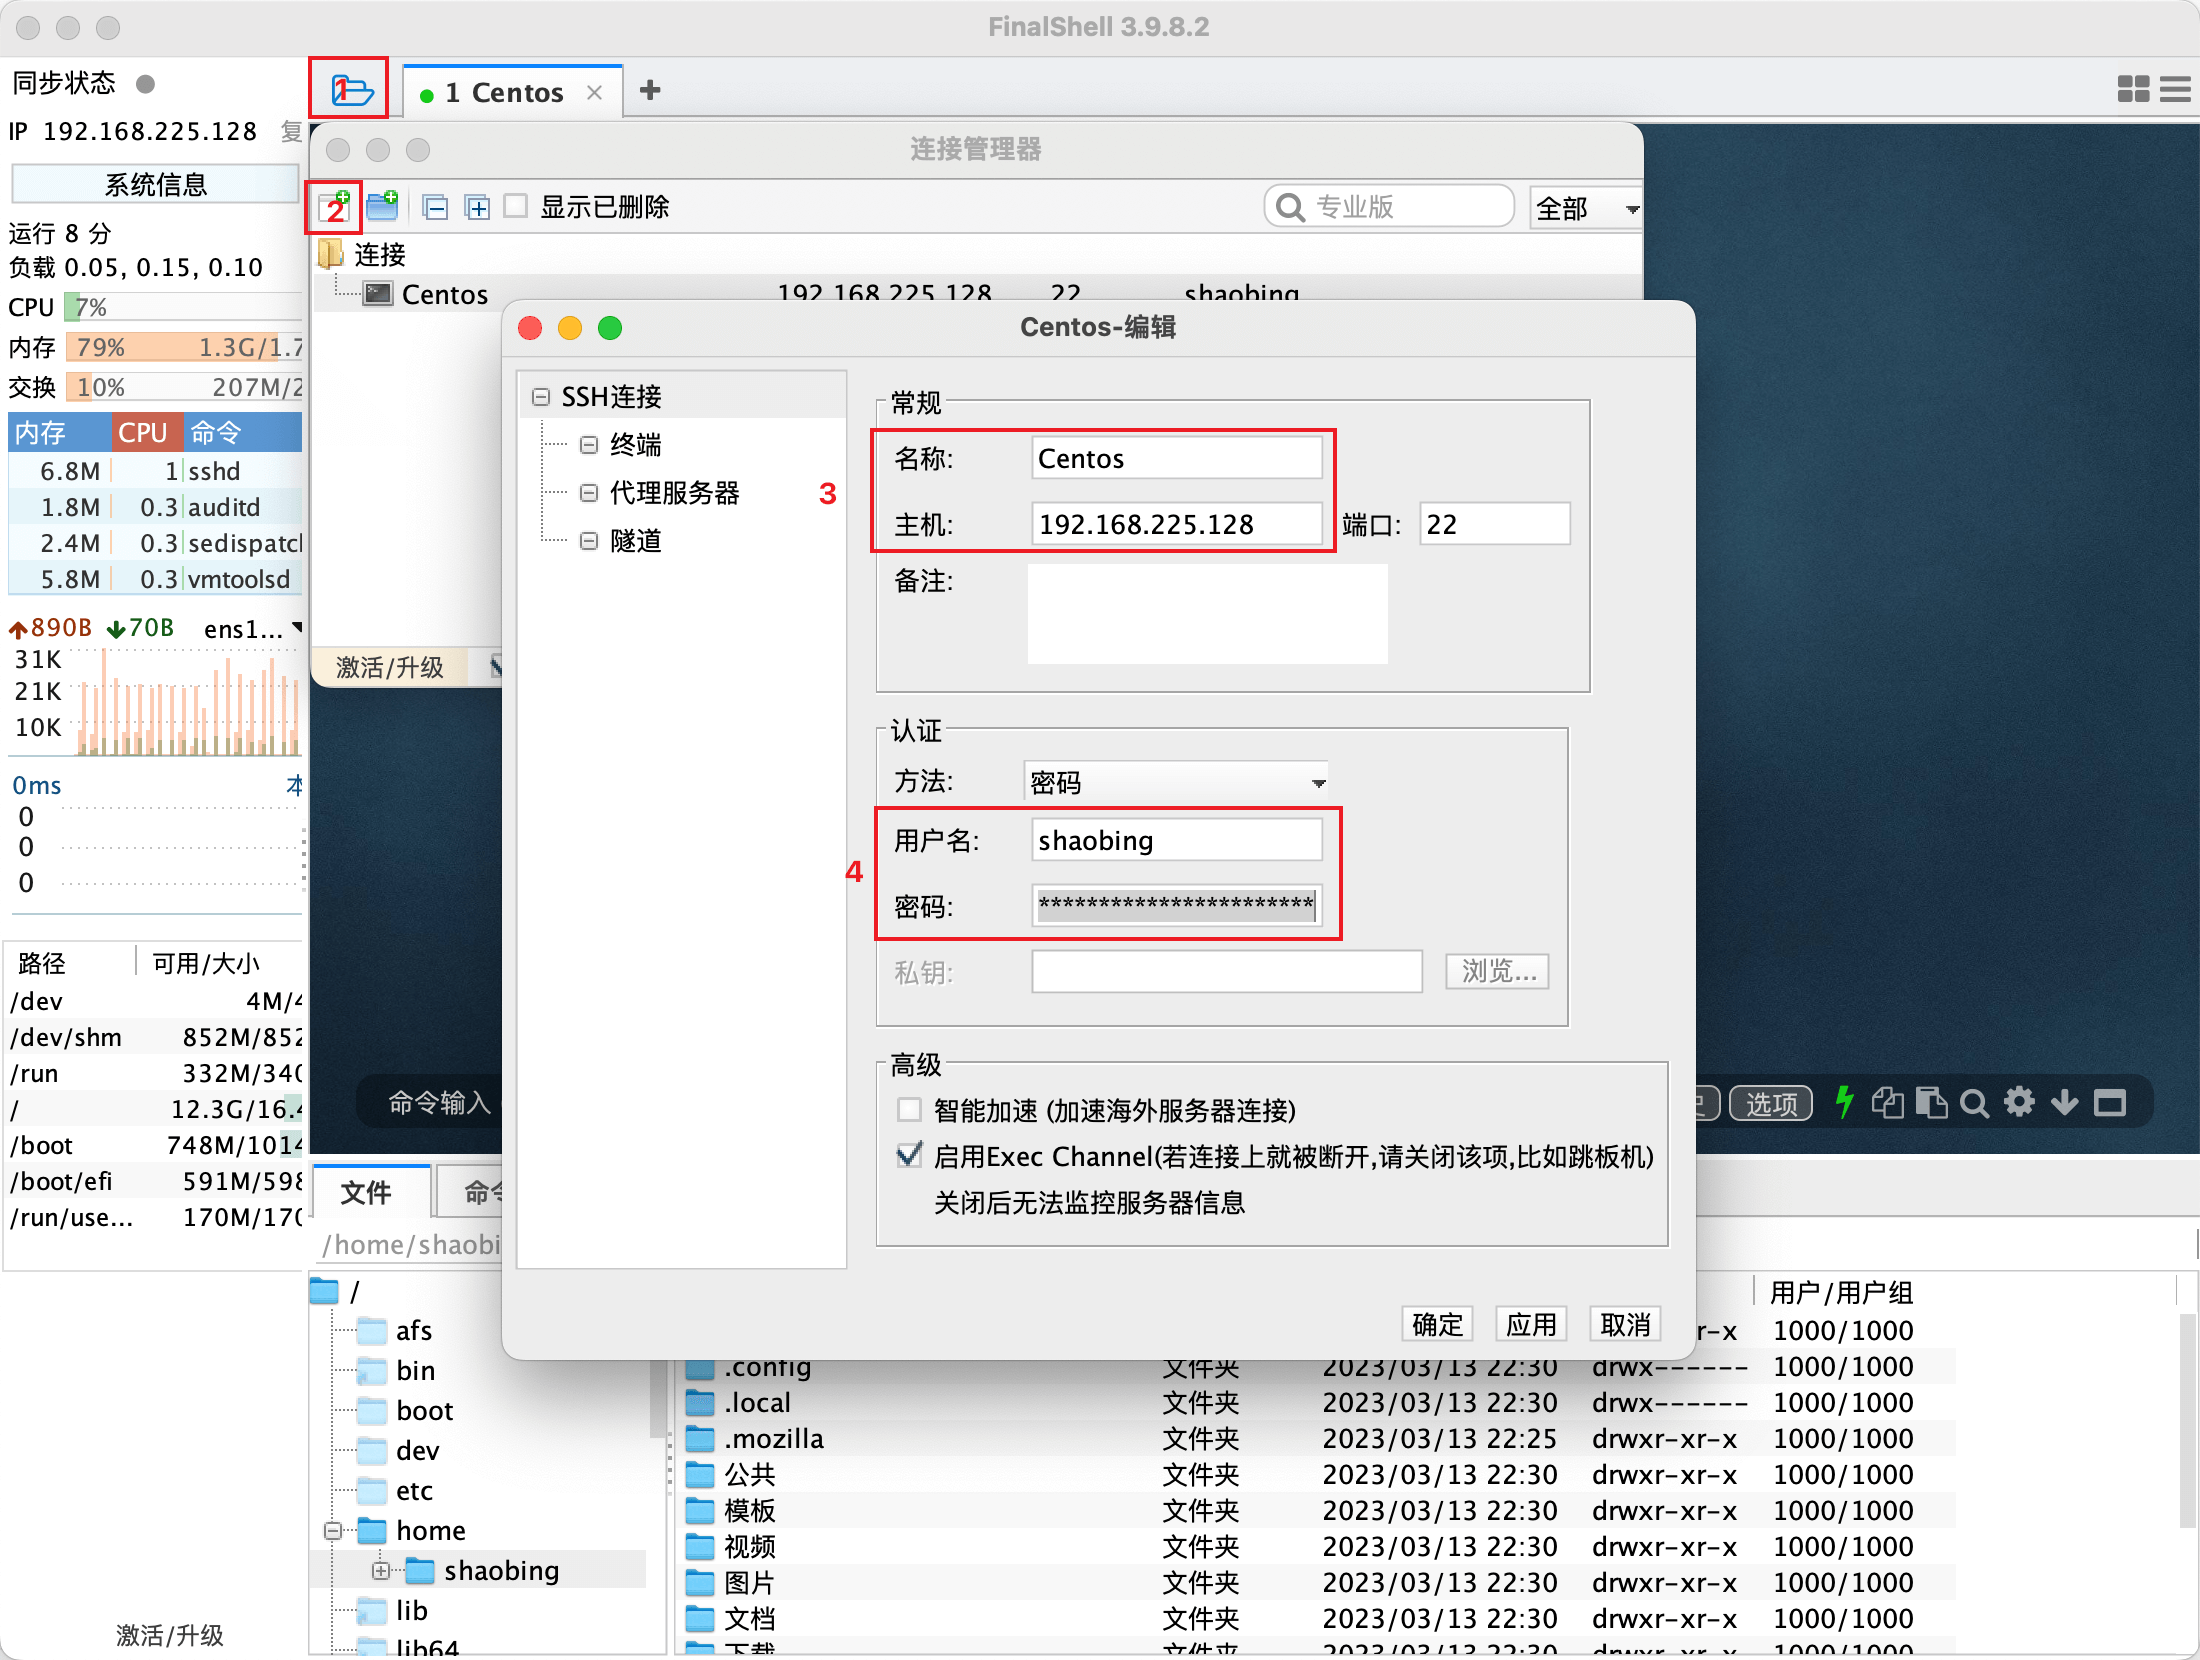 FinalShell 3.9.8.2
同步状态
IP 192.168.225.128 复
系统信息
运行 8 分
负载 0.05, 0.15, 0.10
CPU 7%
内存 79% 1.3G/1.7
交换 10% 207M/2
内存 CPU 命令
6.8M 1 sshd
1.8M 0.3 auditd
2.4M 0.3 sedispatch
5.8M 0.3 vmtoolsd
890B 70B ens1...
31K
21K
10K
0ms 本
0
0
0
路径 可用/大小
/dev 4M/4
/dev/shm 852M/852
/run 332M/340
/ 12.3G/16.4
/boot 748M/1014
/boot/efi 591M/598
/run/use... 170M/170
激活/升级
1
1 Centos
连接管理器
2
显示已删除
专业版
全部
连接
Centos 192.168.225.128 22 shaobing
激活/升级
Centos-编辑
SSH连接
终端
代理服务器
隧道
常规
3
名称: Centos
主机: 192.168.225.128 端口: 22
备注:
认证
方法: 密码
4
用户名: shaobing
密码: ***********************
私钥: 浏览...
高级
智能加速 (加速海外服务器连接)
启用Exec Channel(若连接上就被断开,请关闭该项,比如跳板机)
关闭后无法监控服务器信息
确定 应用 取消
命令输入
选项
文件 命令
/home/shaobi
/
afs
bin
boot
dev
etc
home
shaobing
lib
lib64
用户/用户组
r-x 1000/1000
.config 文件夹 2023/03/13 22:30 drwx------ 1000/1000
.local 文件夹 2023/03/13 22:30 drwx------ 1000/1000
.mozilla 文件夹 2023/03/13 22:25 drwxr-xr-x 1000/1000
公共 文件夹 2023/03/13 22:30 drwxr-xr-x 1000/1000
模板 文件夹 2023/03/13 22:30 drwxr-xr-x 1000/1000
视频 文件夹 2023/03/13 22:30 drwxr-xr-x 1000/1000
图片 文件夹 2023/03/13 22:30 drwxr-xr-x 1000/1000
文档 文件夹 2023/03/13 22:30 drwxr-xr-x 1000/1000
下载 文件夹 2023/03/13 22:30 drwxr-xr-x 1000/1000